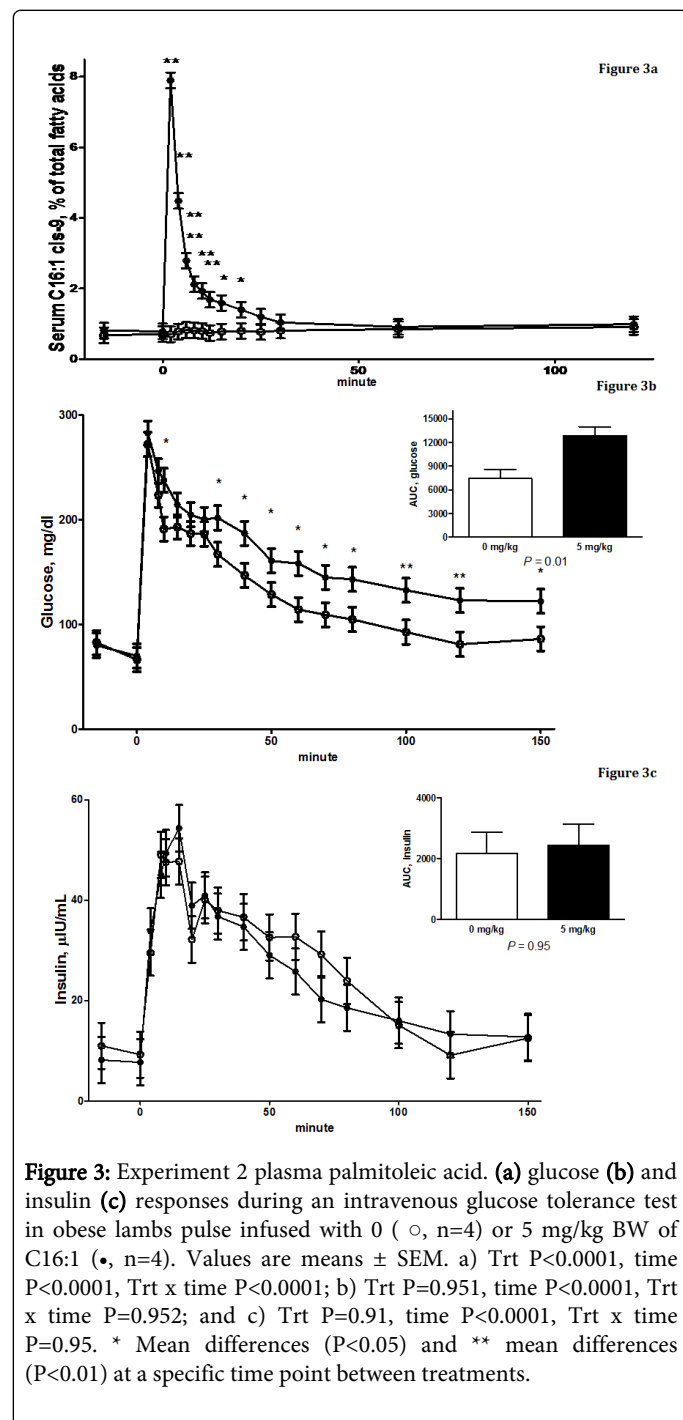 Figure 3a
Serum C16:1 cis-9, % of total fatty acids
8
6
4
2
0
**
**
**
**
**
**
*
*
0
50
100
minute
Figure 3b
Glucose, mg/dl
300
200
100
0
*
*
*
*
*
*
*
**
**
*
0
50
100
150
minute
AUC, glucose
15000
12000
9000
6000
3000
0
0 mg/kg
5 mg/kg
P = 0.01
Figure 3c
Insulin, µIU/mL
60
40
20
0
0
50
100
150
minute
AUC, Insulin
4000
2000
0
0 mg/kg
5 mg/kg
P = 0.95
Figure 3: Experiment 2 plasma palmitoleic acid. (a) glucose (b) and
insulin (c) responses during an intravenous glucose tolerance test
in obese lambs pulse infused with 0 ( ○, n=4) or 5 mg/kg BW of
C16:1 (•, n=4). Values are means ± SEM. a) Trt P<0.0001, time
P<0.0001, Trt x time P<0.0001; b) Trt P=0.951, time P<0.0001, Trt
x time P=0.952; and c) Trt P=0.91, time P<0.0001, Trt x time
P=0.95. * Mean differences (P<0.05) and ** mean differences
(P<0.01) at a specific time point between treatments.